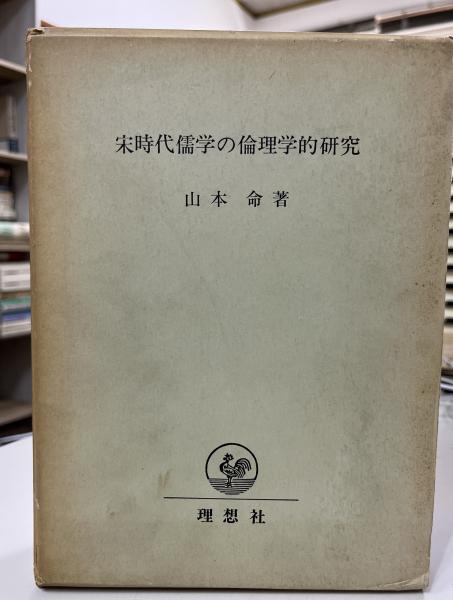 宋時代儒学の倫理学的研究
山本 命著
理想社